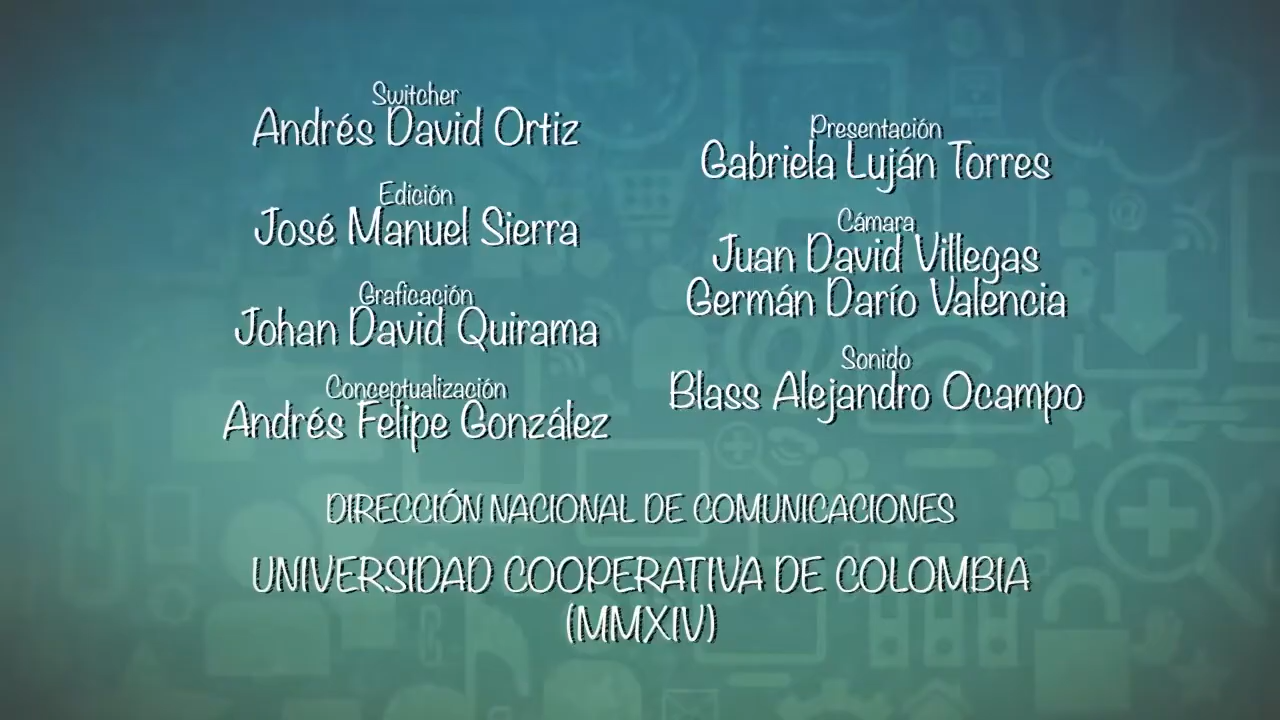 Switcher
Andrés David Ortiz
Edición
José Manuel Sierra
Graficación
Johan David Quirama
Conceptualización
Andrés Felipe González
Presentación
Gabriela Luján Torres
Cámara
Juan David Villegas
Germán Darío Valencia
Sonido
Blass Alejandro Ocampo
DIRECCIÓN NACIONAL DE COMUNICACIONES
UNIVERSIDAD COOPERATIVA DE COLOMBIA
(MMXIV)